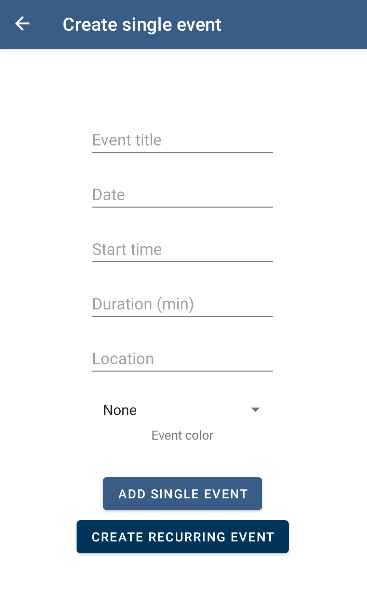 Create single event
Event title
Date
Start time
Duration (min)
Location
None
Event color
ADD SINGLE EVENT
CREATE RECURRING EVENT